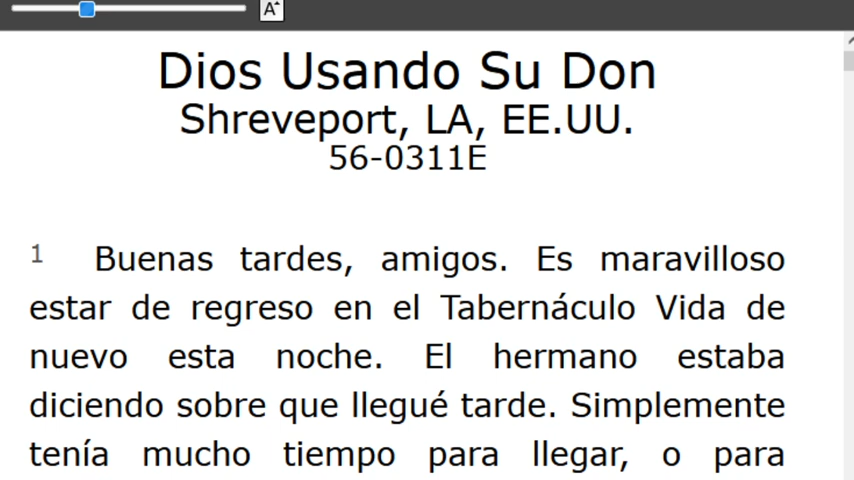 A
Dios Usando Su Don
Shreveport, LA, EE.UU.
56-0311E
1 Buenas tardes, amigos. Es maravilloso
estar de regreso en el Tabernáculo Vida de
nuevo esta noche. El hermano estaba
diciendo sobre que llegué tarde. Simplemente
tenía mucho tiempo para llegar, o para